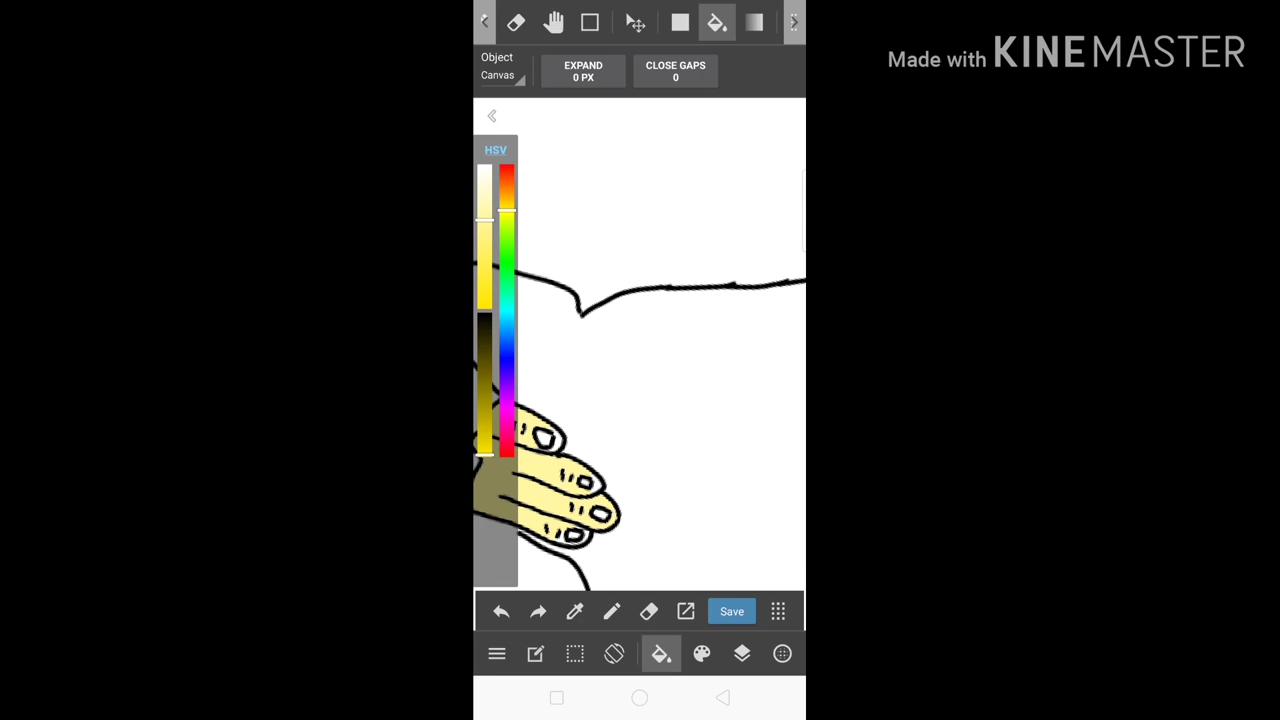 Made with KINEMASTER
Object
Canvas
EXPAND
0 PX
CLOSE GAPS
0
HSV
Save